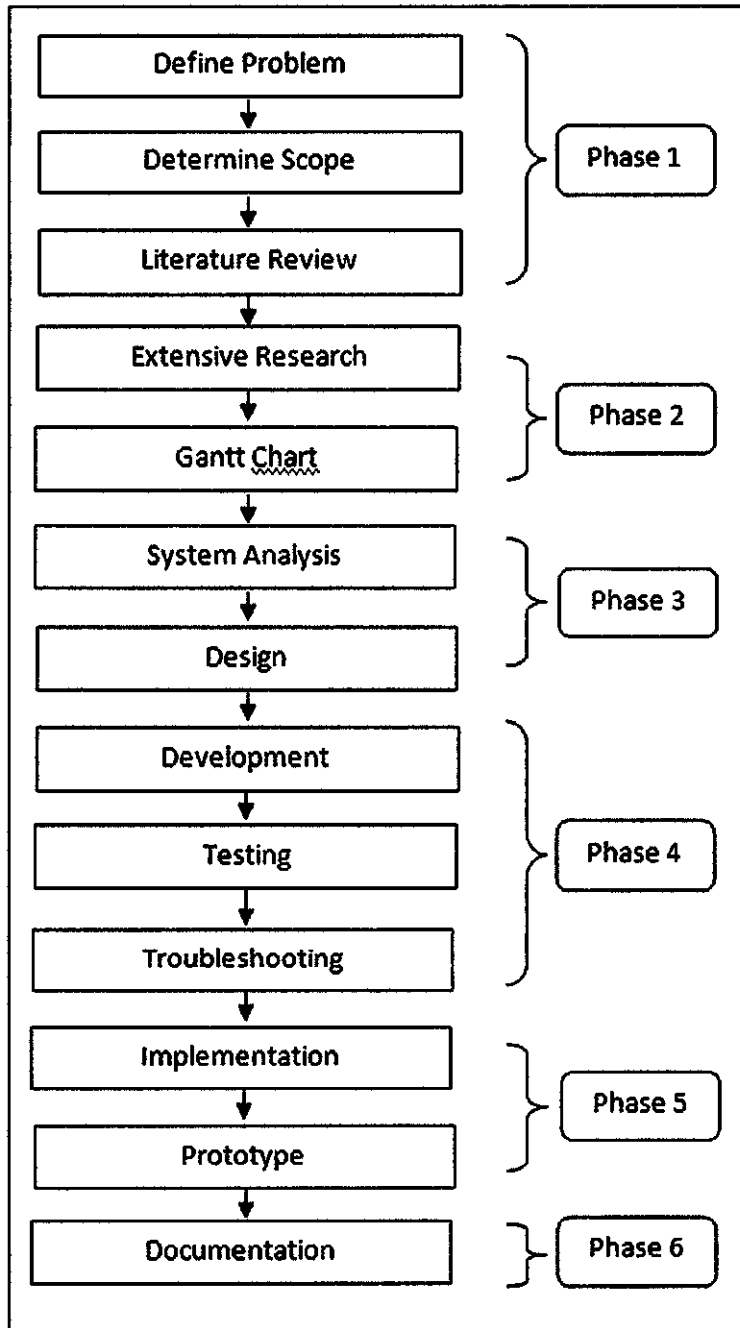 Define Problem
Determine Scope
Literature Review
Phase 1
Extensive Research
Gantt Chart
Phase 2
System Analysis
Design
Phase 3
Development
Testing
Troubleshooting
Phase 4
Implementation
Prototype
Phase 5
Documentation
Phase 6